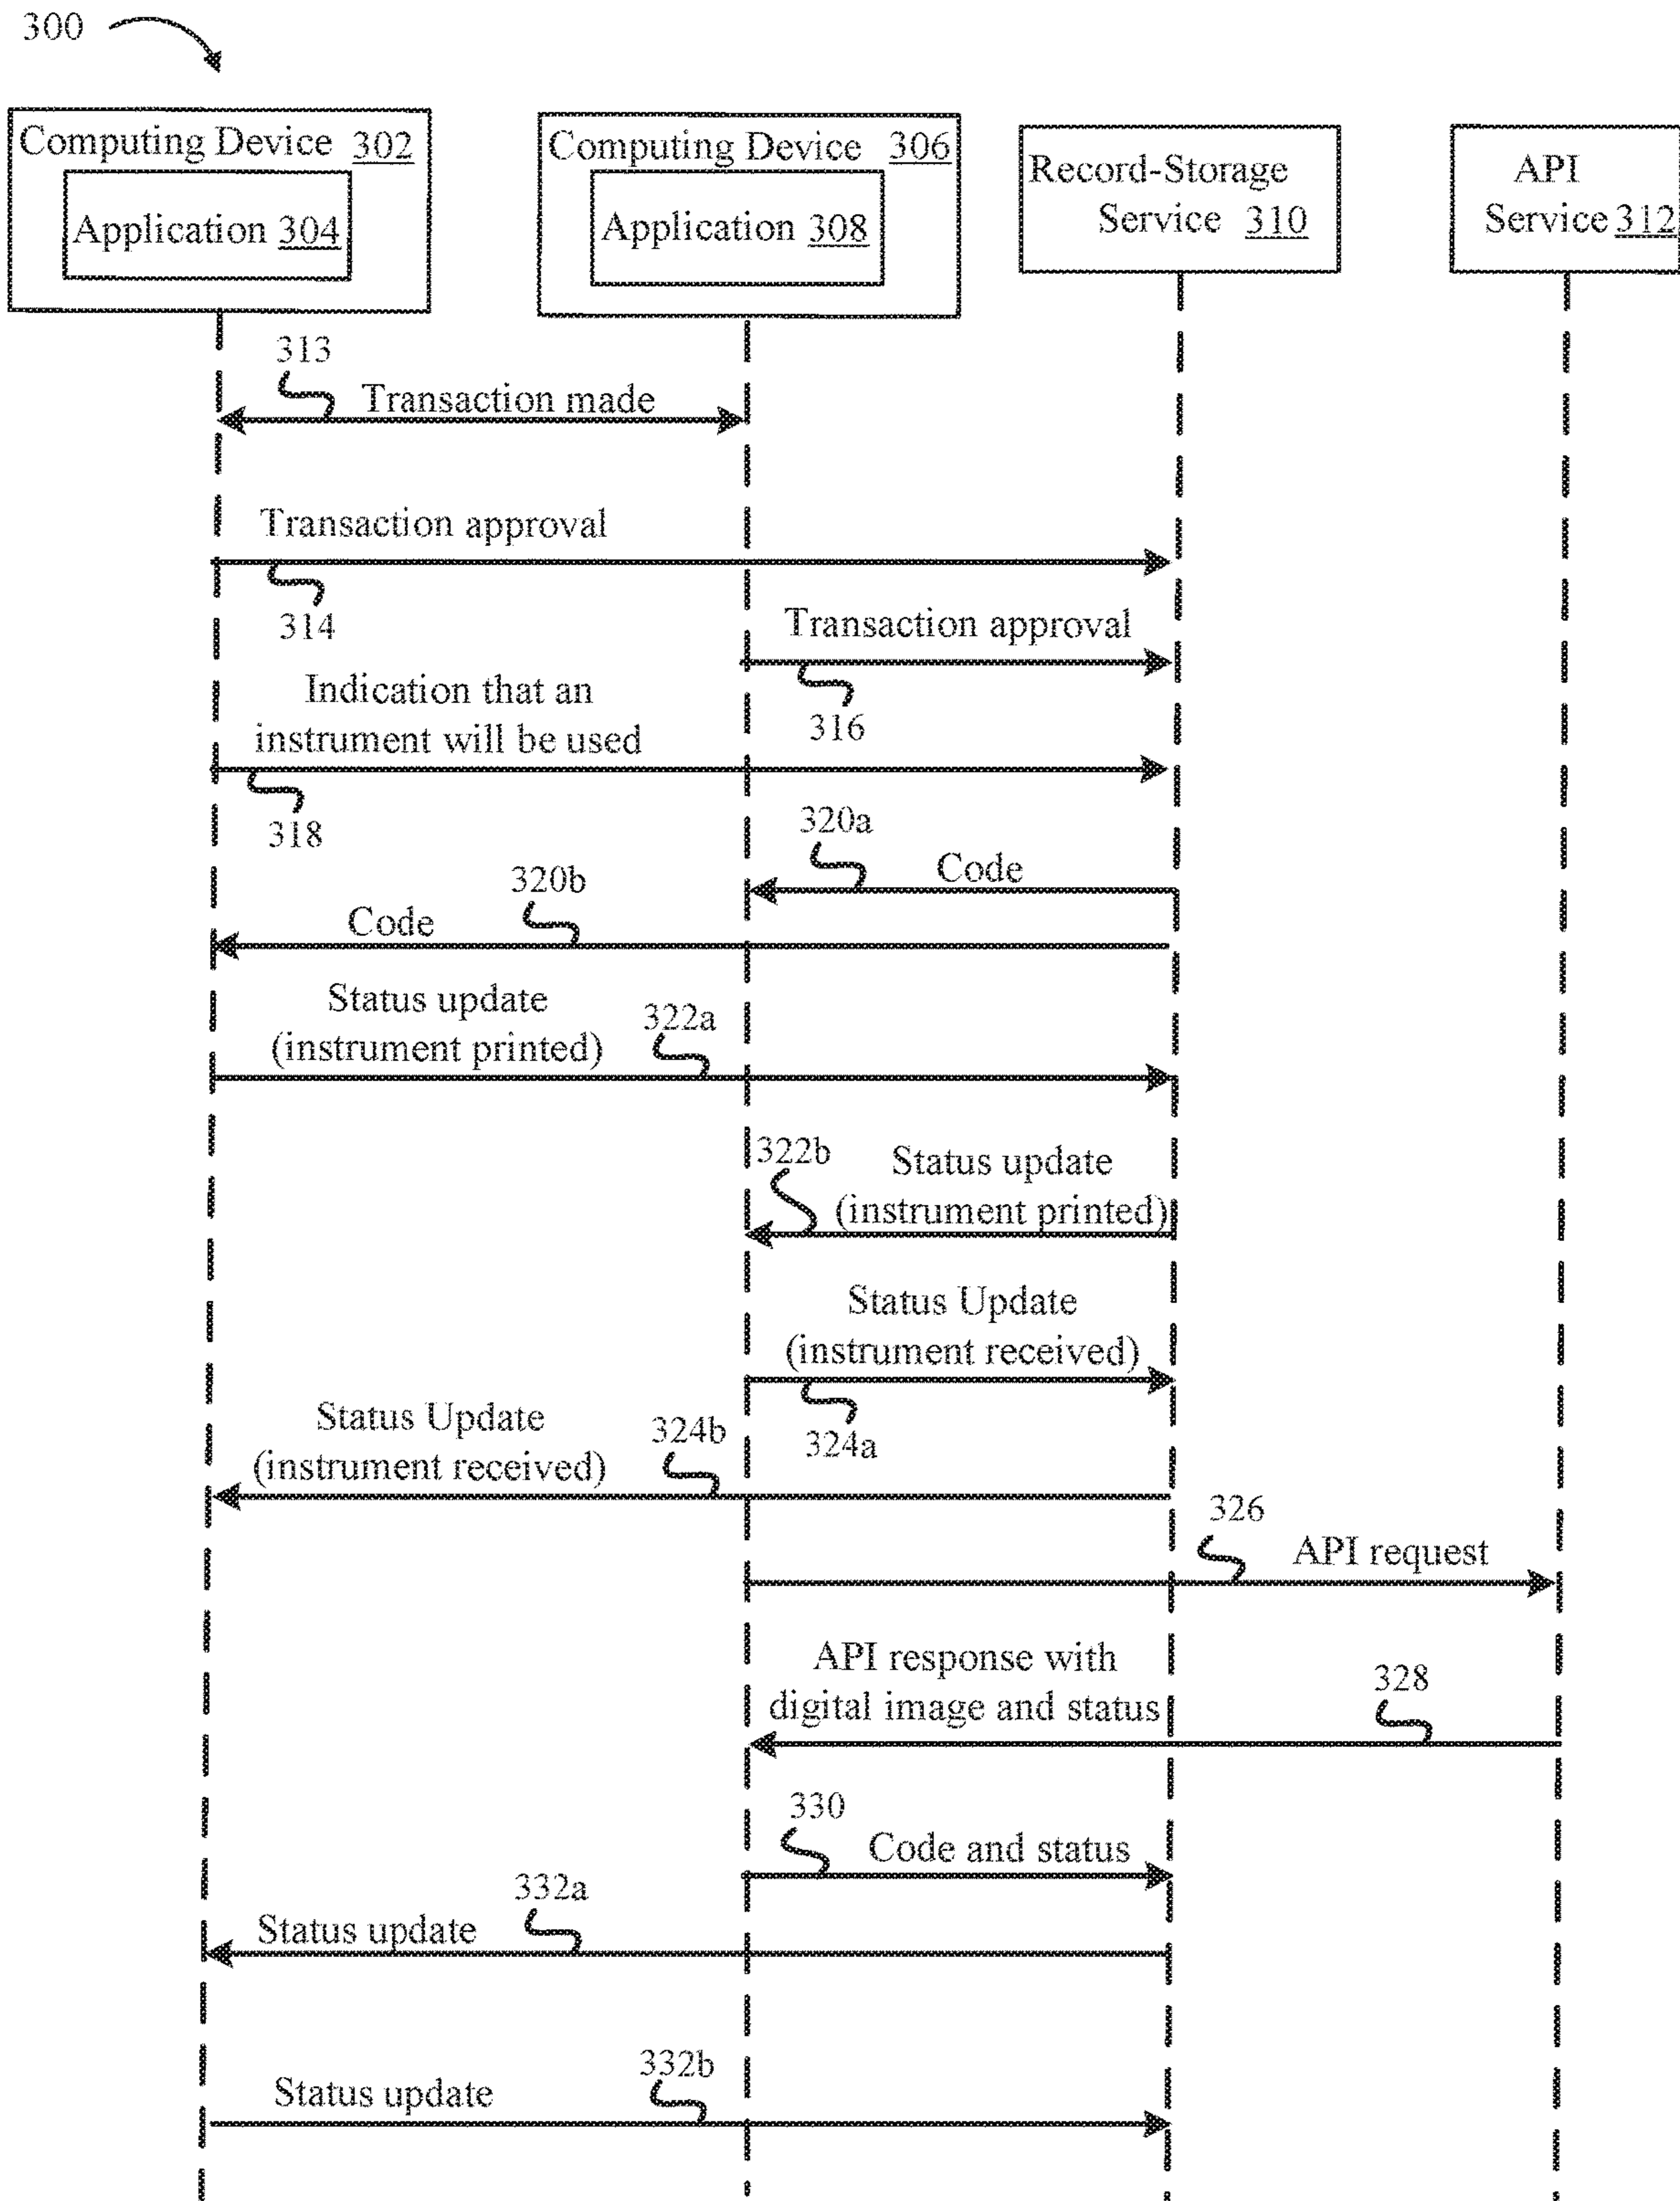 300
Computing Device 302
Application 304
Computing Device 306
Application 308
Record-Storage
Service 310
API
Service 312
313
Transaction made
Transaction approval
314
Transaction approval
316
Indication that an
instrument will be used
318
320a
Code
320b
Code
Status update
(instrument printed)
322a
322b
Status update
(instrument printed)
Status Update
(instrument received)
324a
Status Update
(instrument received)
324b
326
API request
API response with
digital image and status
328
330
Code and status
332a
Status update
332b
Status update